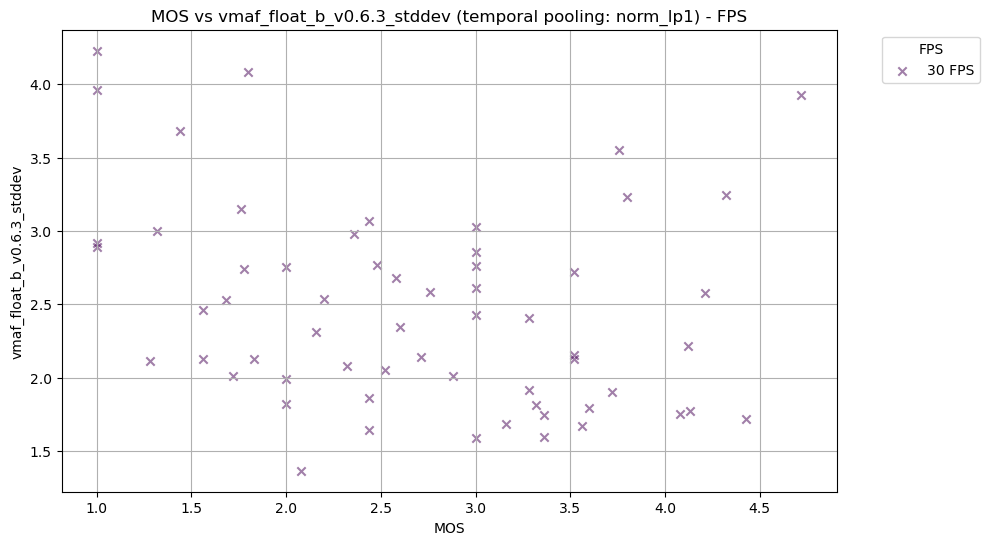 MOS vs vmaf_float_b_v0.6.3_stddev (temporal pooling: norm_lp1) - FPS
FPS
30 FPS
vmaf_float_b_v0.6.3_stddev
4.0
3.5
3.0
2.5
2.0
1.5
1.0 1.5 2.0 2.5 3.0 3.5 4.0 4.5
MOS